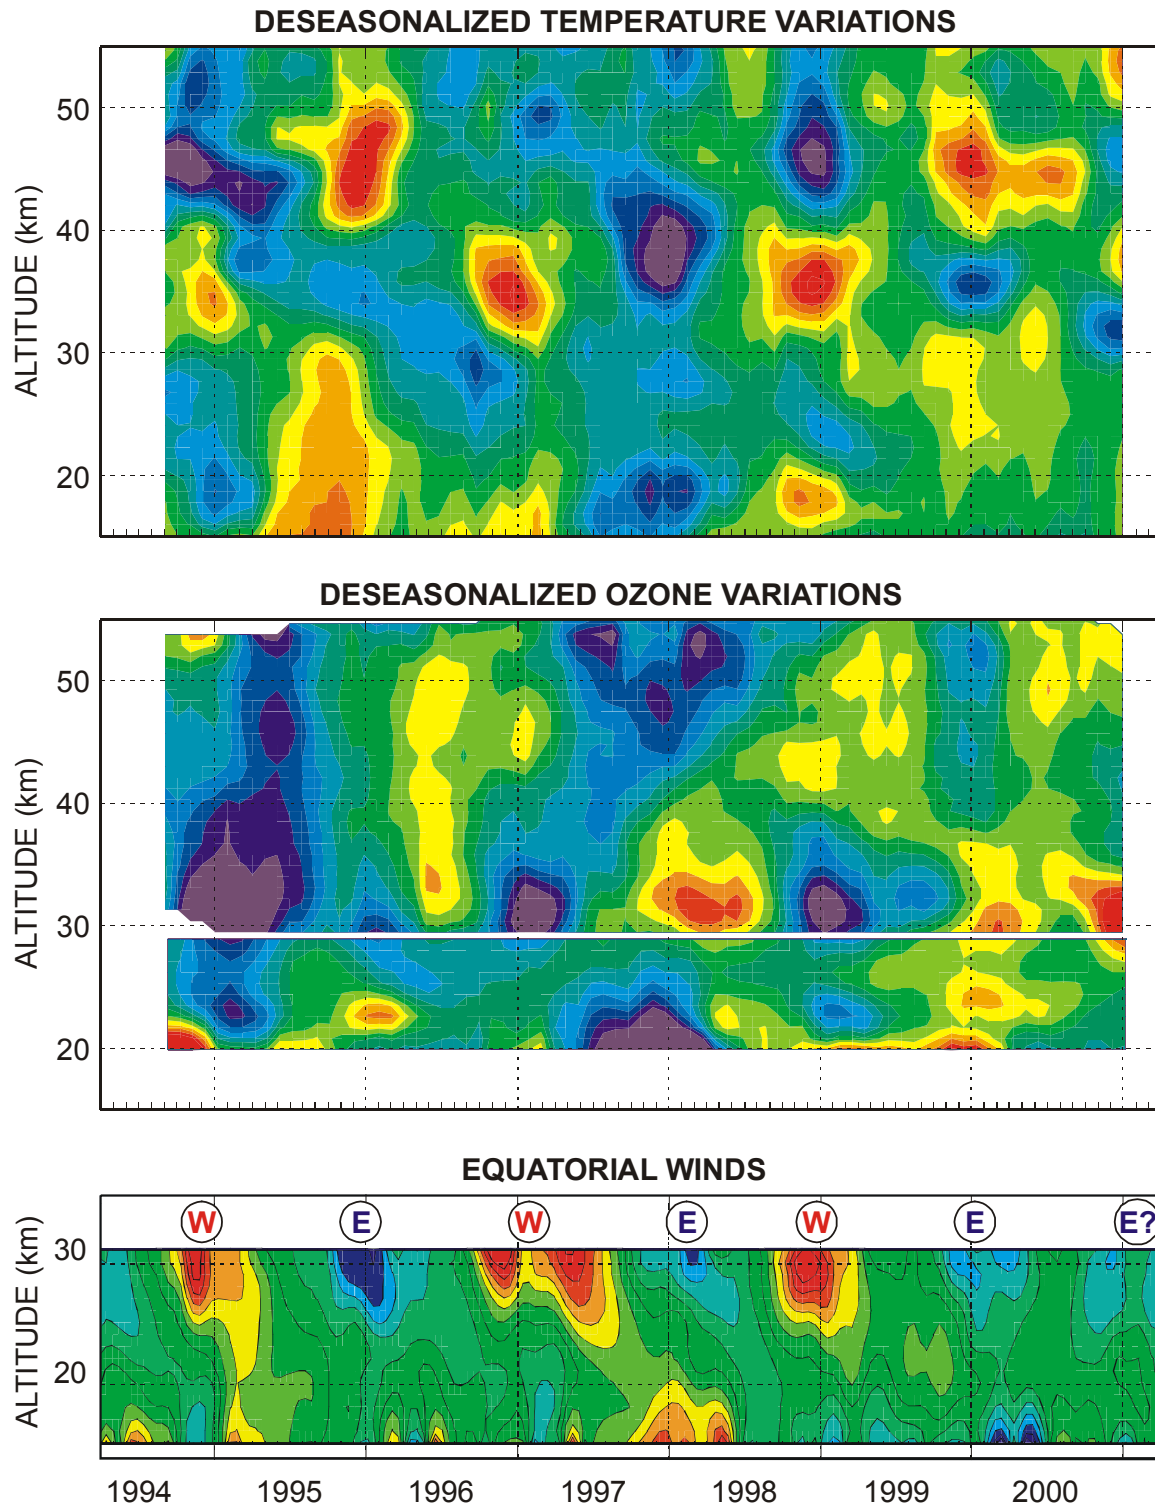 DESEASONALIZED TEMPERATURE VARIATIONS
50
40
30
20
ALTITUDE (km)
DESEASONALIZED OZONE VARIATIONS
50
40
30
20
ALTITUDE (km)
EQUATORIAL WINDS
W E W E W E E?
30
20
ALTITUDE (km)
1994 1995 1996 1997 1998 1999 2000